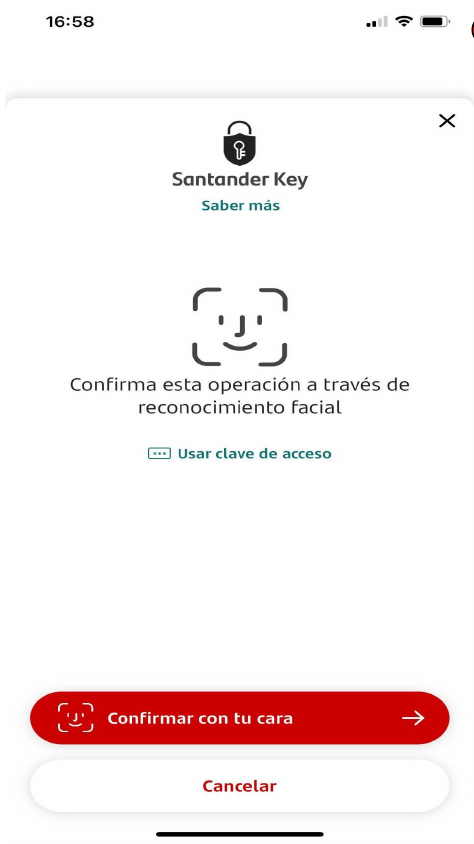 16:58
Santander Key
Saber más
Confirma esta operación a través de
reconocimiento facial
Usar clave de acceso
Confirmar con tu cara
Cancelar